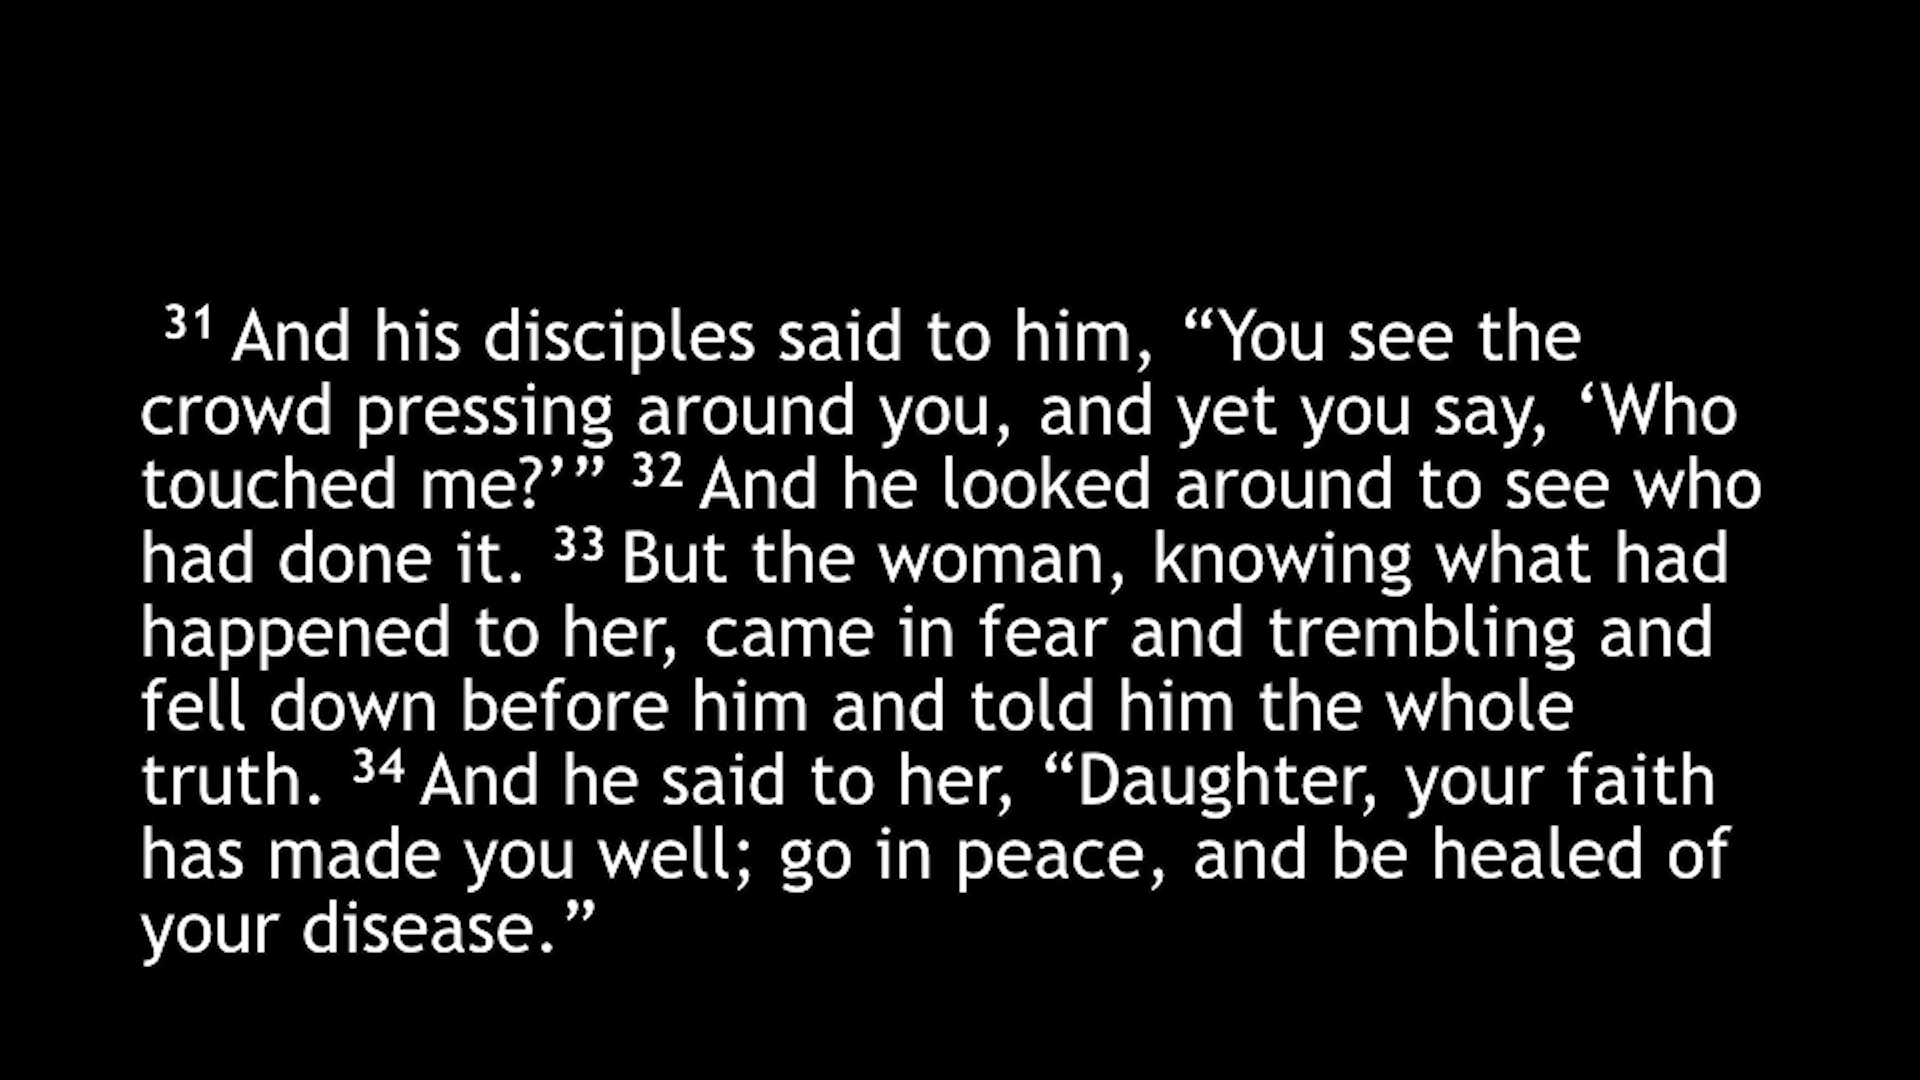 31 And his disciples said to him, “You see the
crowd pressing around you, and yet you say, ‘Who
touched me?’” 32 And he looked around to see who
had done it. 33 But the woman, knowing what had
happened to her, came in fear and trembling and
fell down before him and told him the whole
truth. 34 And he said to her, “Daughter, your faith
has made you well; go in peace, and be healed of
your disease.”